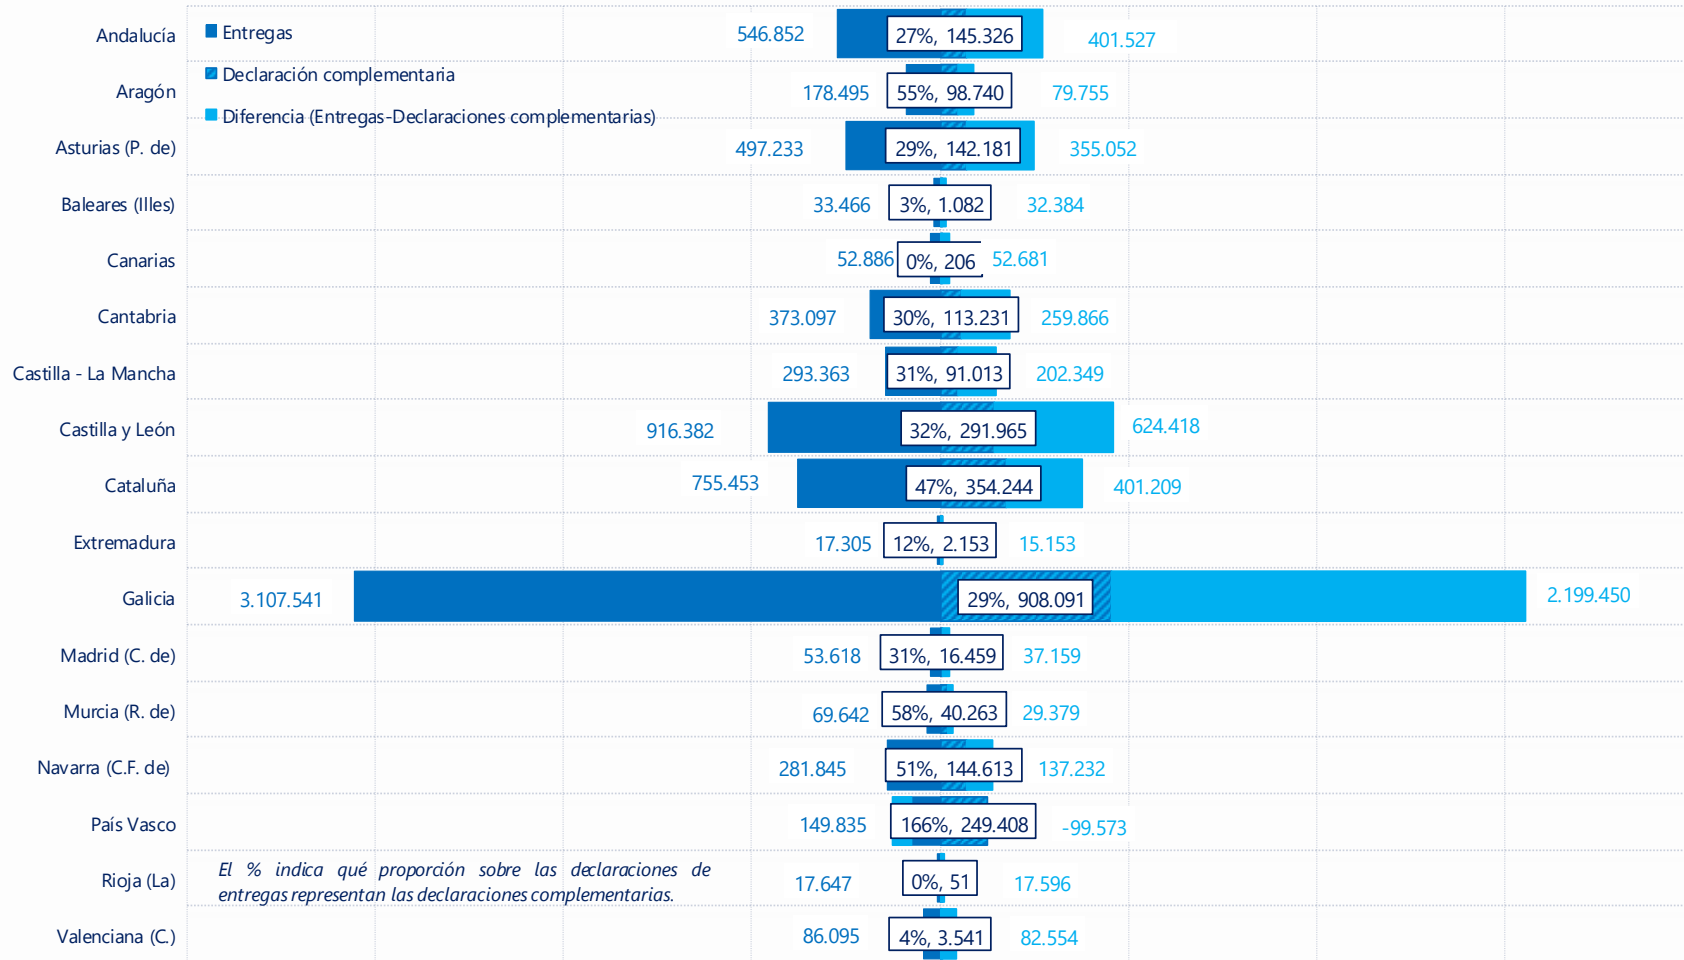 Entregas
Declaración complementaria
Diferencia (Entregas-Declaraciones complementarias)
Andalucía 546.852 27%, 145.326 401.527
Aragón 178.495 55%, 98.740 79.755
Asturias (P. de) 497.233 29%, 142.181 355.052
Baleares (Illes) 33.466 3%, 1.082 32.384
Canarias 52.886 0%, 206 52.681
Cantabria 373.097 30%, 113.231 259.866
Castilla - La Mancha 293.363 31%, 91.013 202.349
Castilla y León 916.382 32%, 291.965 624.418
Cataluña 755.453 47%, 354.244 401.209
Extremadura 17.305 12%, 2.153 15.153
Galicia 3.107.541 29%, 908.091 2.199.450
Madrid (C. de) 53.618 31%, 16.459 37.159
Murcia (R. de) 69.642 58%, 40.263 29.379
Navarra (C.F. de) 281.845 51%, 144.613 137.232
País Vasco 149.835 166%, 249.408 -99.573
Rioja (La) 17.647 0%, 51 17.596
Valenciana (C.) 86.095 4%, 3.541 82.554
El % indica qué proporción sobre las declaraciones de
entregas representan las declaraciones complementarias.